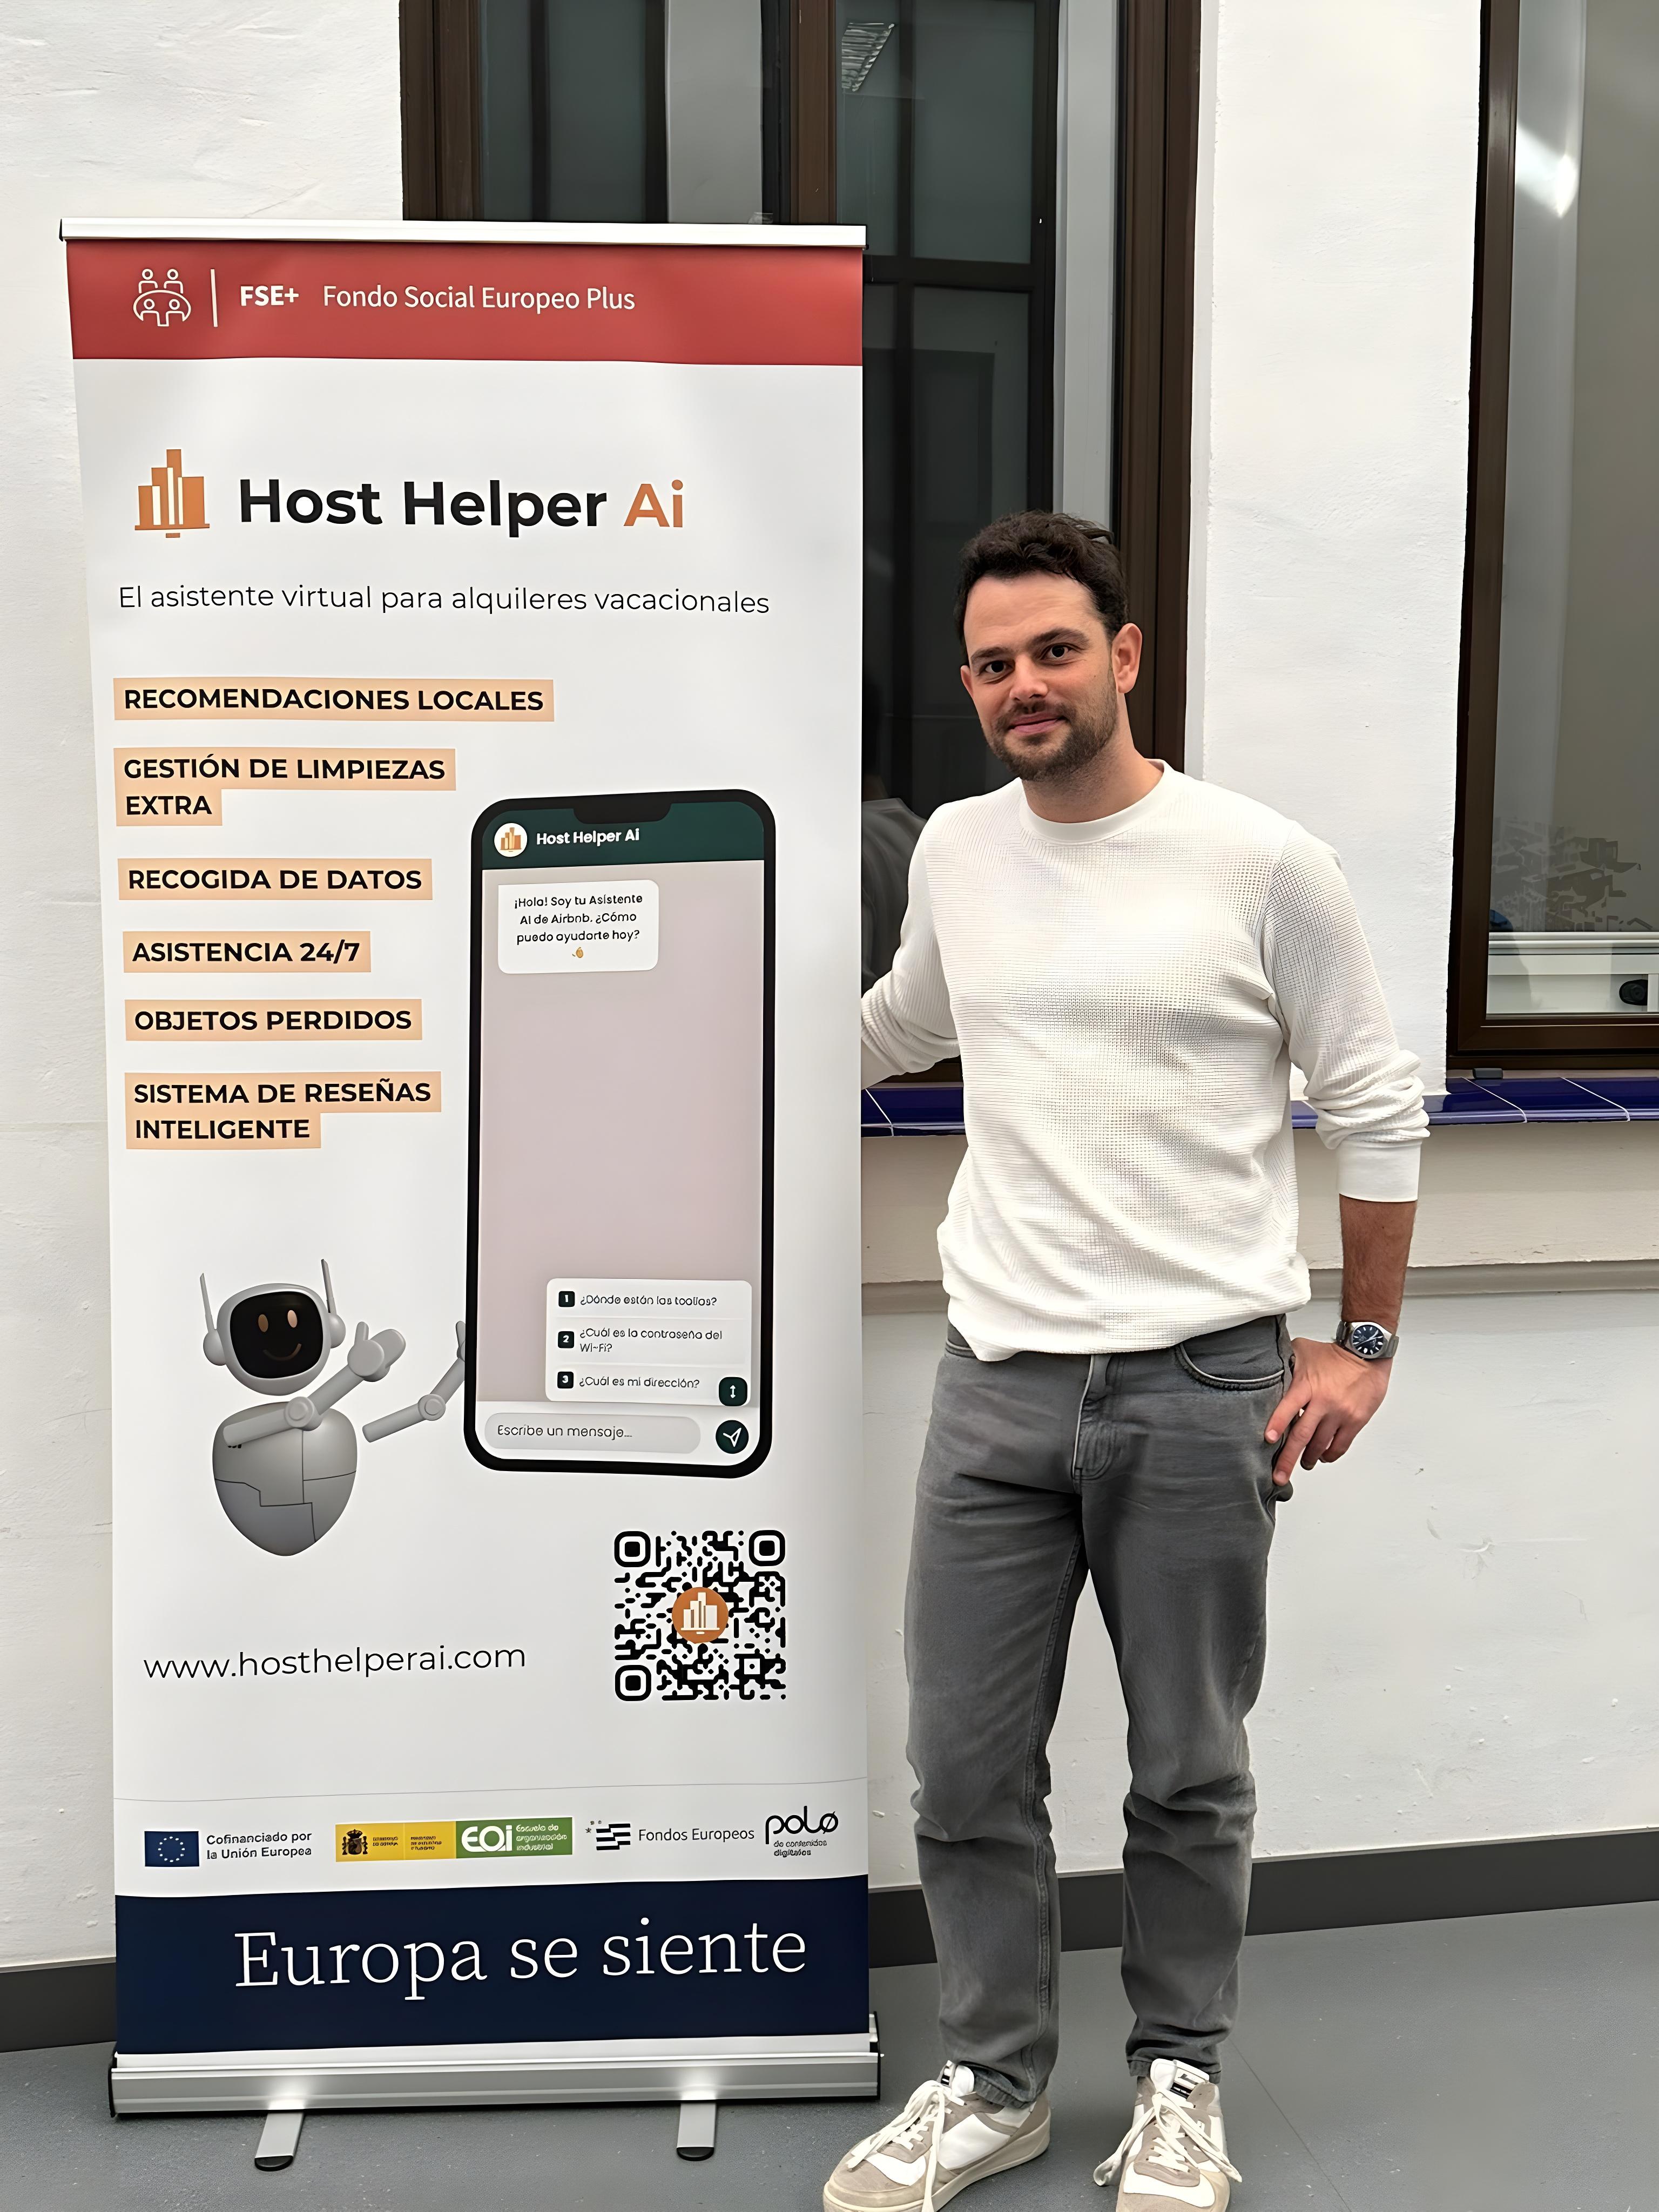 FSE+ Fondo Social Europeo Plus
Host Helper Ai
El asistente virtual para alquileres vacacionales
RECOMENDACIONES LOCALES
GESTIÓN DE LIMPIEZAS
EXTRA
RECOGIDA DE DATOS
ASISTENCIA 24/7
OBJETOS PERDIDOS
SISTEMA DE RESEÑAS
INTELIGENTE
Host Helper Ai
¡Hola! Soy tu Asistente
AI de Airbnb. ¿Cómo
puedo ayudarte hoy?
1 ¿Dónde están las toallas?
2 ¿Cuál es la contraseña del
Wi-Fi?
3 ¿Cuál es mi dirección?
Escribe un mensaje...
www.hosthelperai.com
Cofinanciado por
la Unión Europea
EOi
Escuela de
organización
industrial
Fondos Europeos
polo
de contenidos
digitales
Europa se siente